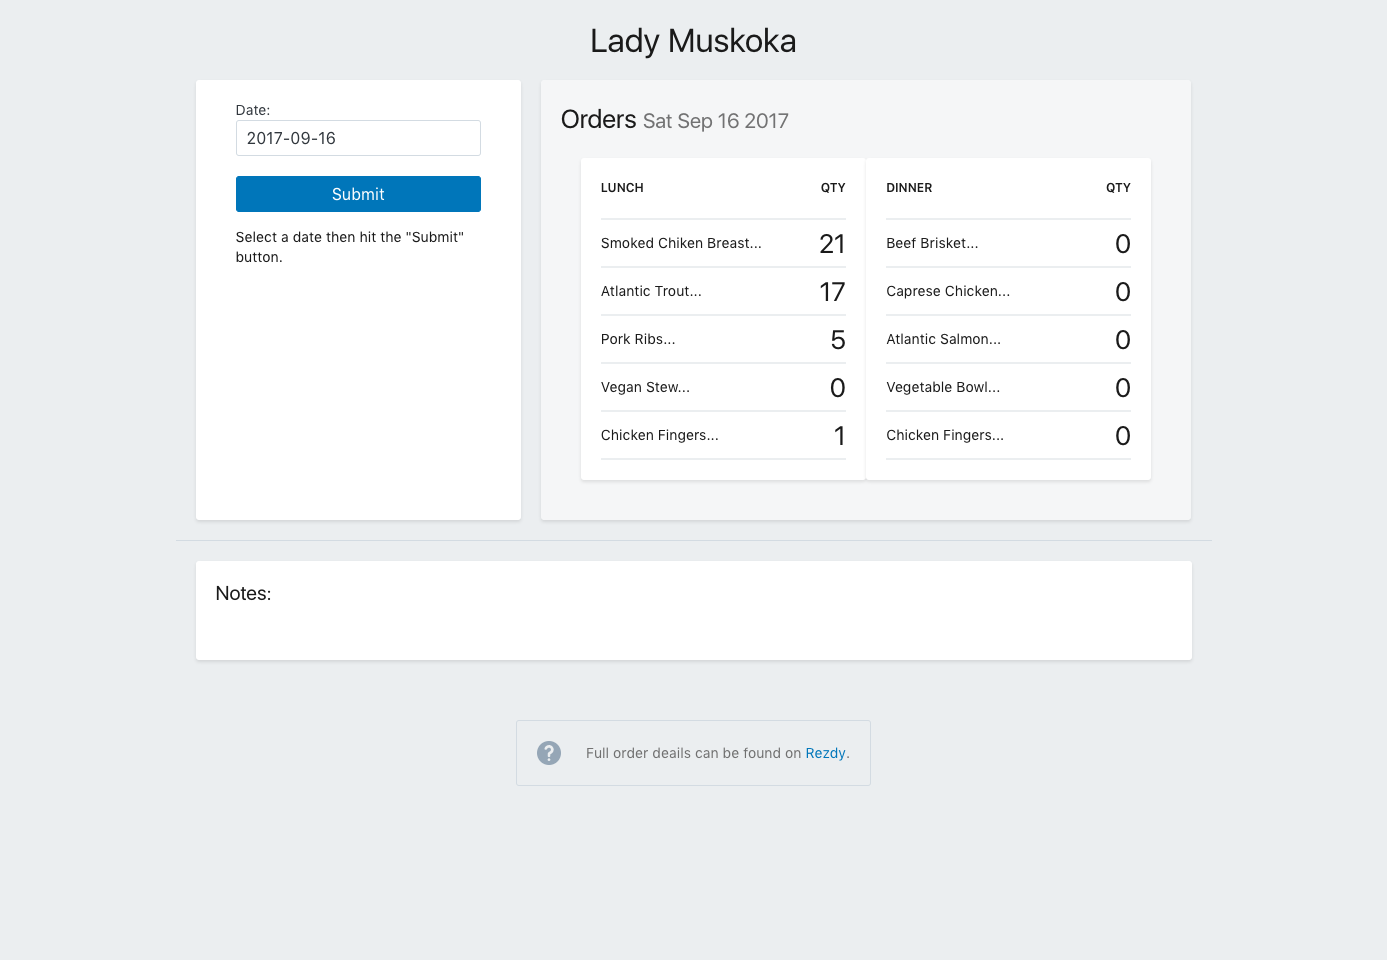 Lady Muskoka
Date:
2017-09-16
Submit
Select a date then hit the "Submit"
button.
Orders Sat Sep 16 2017
LUNCH QTY
Smoked Chiken Breast... 21
Atlantic Trout... 17
Pork Ribs... 5
Vegan Stew... 0
Chicken Fingers... 1
DINNER QTY
Beef Brisket... 0
Caprese Chicken... 0
Atlantic Salmon... 0
Vegetable Bowl... 0
Chicken Fingers... 0
Notes:
? Full order deails can be found on Rezdy.